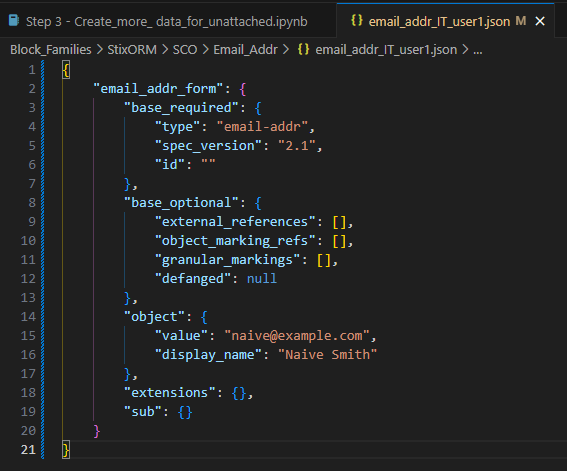 Step 3 - Create_more_ data_for_unattached.ipynb
{} email_addr_IT_user1.json M ×
Block_Families > StixORM > SCO > Email_Addr > {} email_addr_IT_user1.json > ...
1 {
2     "email_addr_form": {
3         "base_required": {
4             "type": "email-addr",
5             "spec_version": "2.1",
6             "id": ""
7         },
8         "base_optional": {
9             "external_references": [],
10             "object_marking_refs": [],
11             "granular_markings": [],
12             "defanged": null
13         },
14         "object": {
15             "value": "naive@example.com",
16             "display_name": "Naive Smith"
17         },
18         "extensions": {},
19         "sub": {}
20     }
21 }